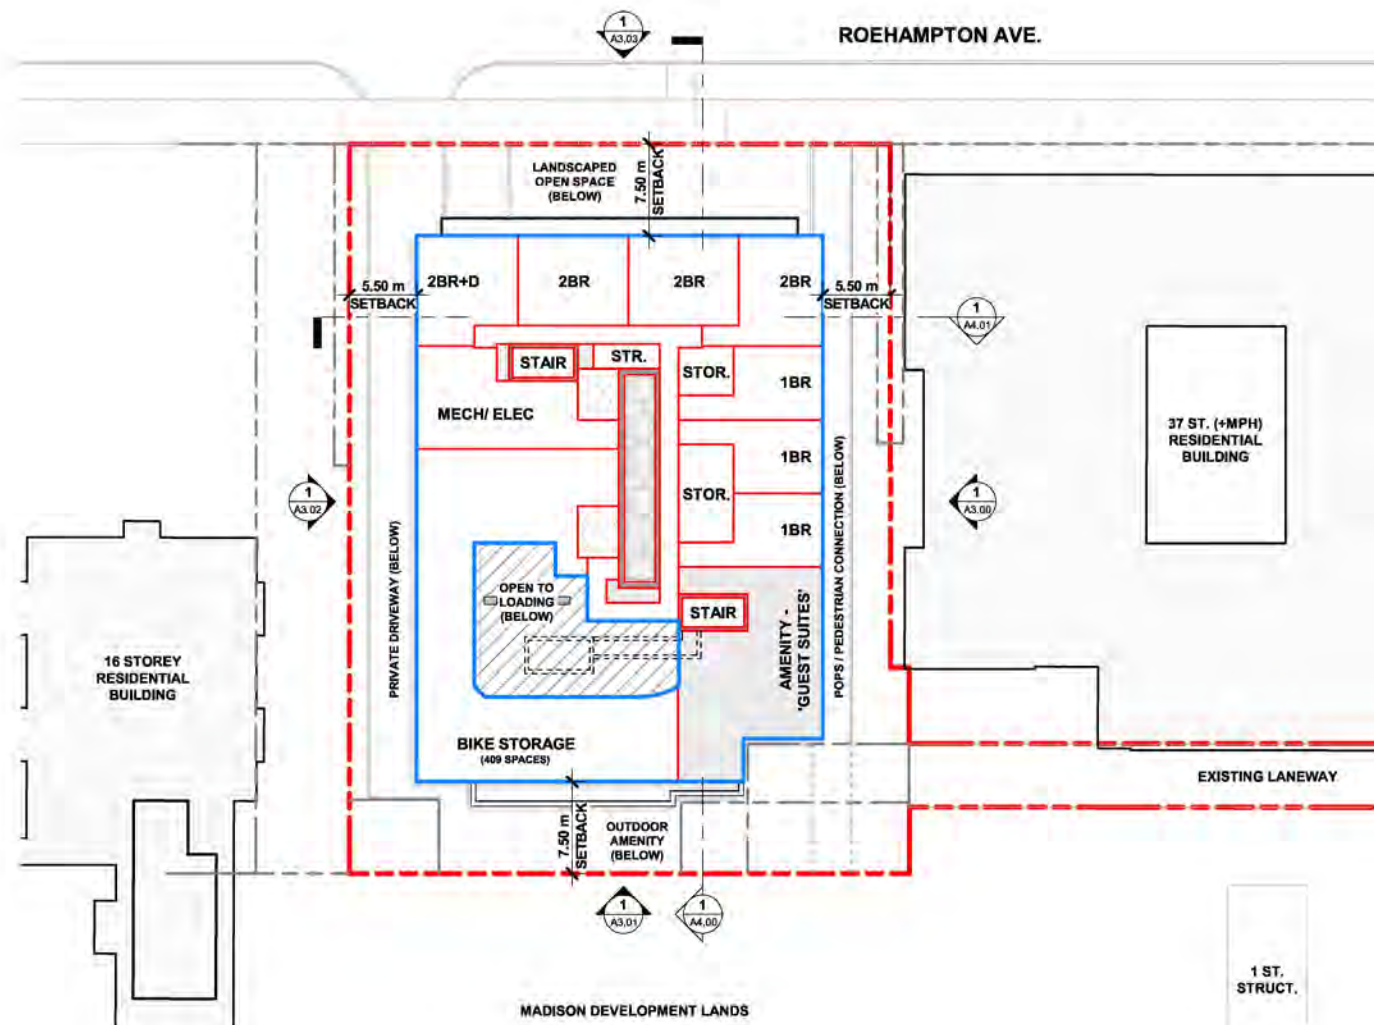 1
A3.03
ROEHAMPTON AVE.
LANDSCAPED
OPEN SPACE
(BELOW)
7.50 m
SETBACK
5.50 m
SETBACK
2BR+D
2BR
2BR
2BR
5.50 m
SETBACK
1
A4.01
STAIR
STR.
STOR.
1BR
MECH/ ELEC
37 ST. (+MPH)
RESIDENTIAL
BUILDING
1BR
STOR.
1
A3.02
1
A3.00
1BR
PRIVATE DRIVEWAY (BELOW)
POPS / PEDESTRIAN CONNECTION (BELOW)
OPEN TO
LOADING
(BELOW)
STAIR
AMENITY -
'GUEST SUITES'
16 STOREY
RESIDENTIAL
BUILDING
BIKE STORAGE
(409 SPACES)
EXISTING LANEWAY
7.50 m
SETBACK
OUTDOOR
AMENITY
(BELOW)
1
A3.01
1
A4.00
1 ST.
STRUCT.
MADISON DEVELOPMENT LANDS